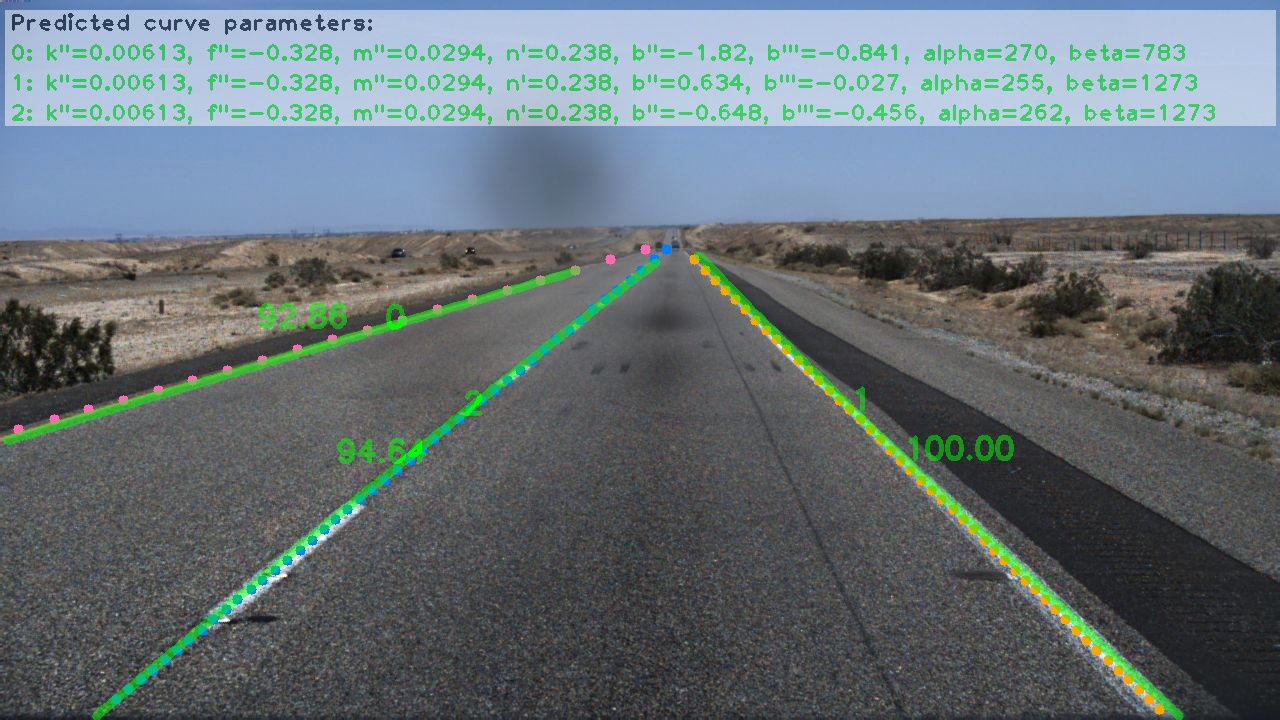 Predicted curve parameters:
0: k''=0.00613, f''=-0.328, m''=0.0294, n'=0.238, b''=-1.82, b'''=-0.841, alpha=270, beta=783
1: k''=0.00613, f''=-0.328, m''=0.0294, n'=0.238, b''=0.634, b'''=-0.027, alpha=255, beta=1273
2: k''=0.00613, f''=-0.328, m''=0.0294, n'=0.238, b''=-0.648, b'''=-0.456, alpha=262, beta=1273
92.86 0
2 1
94.64 100.00